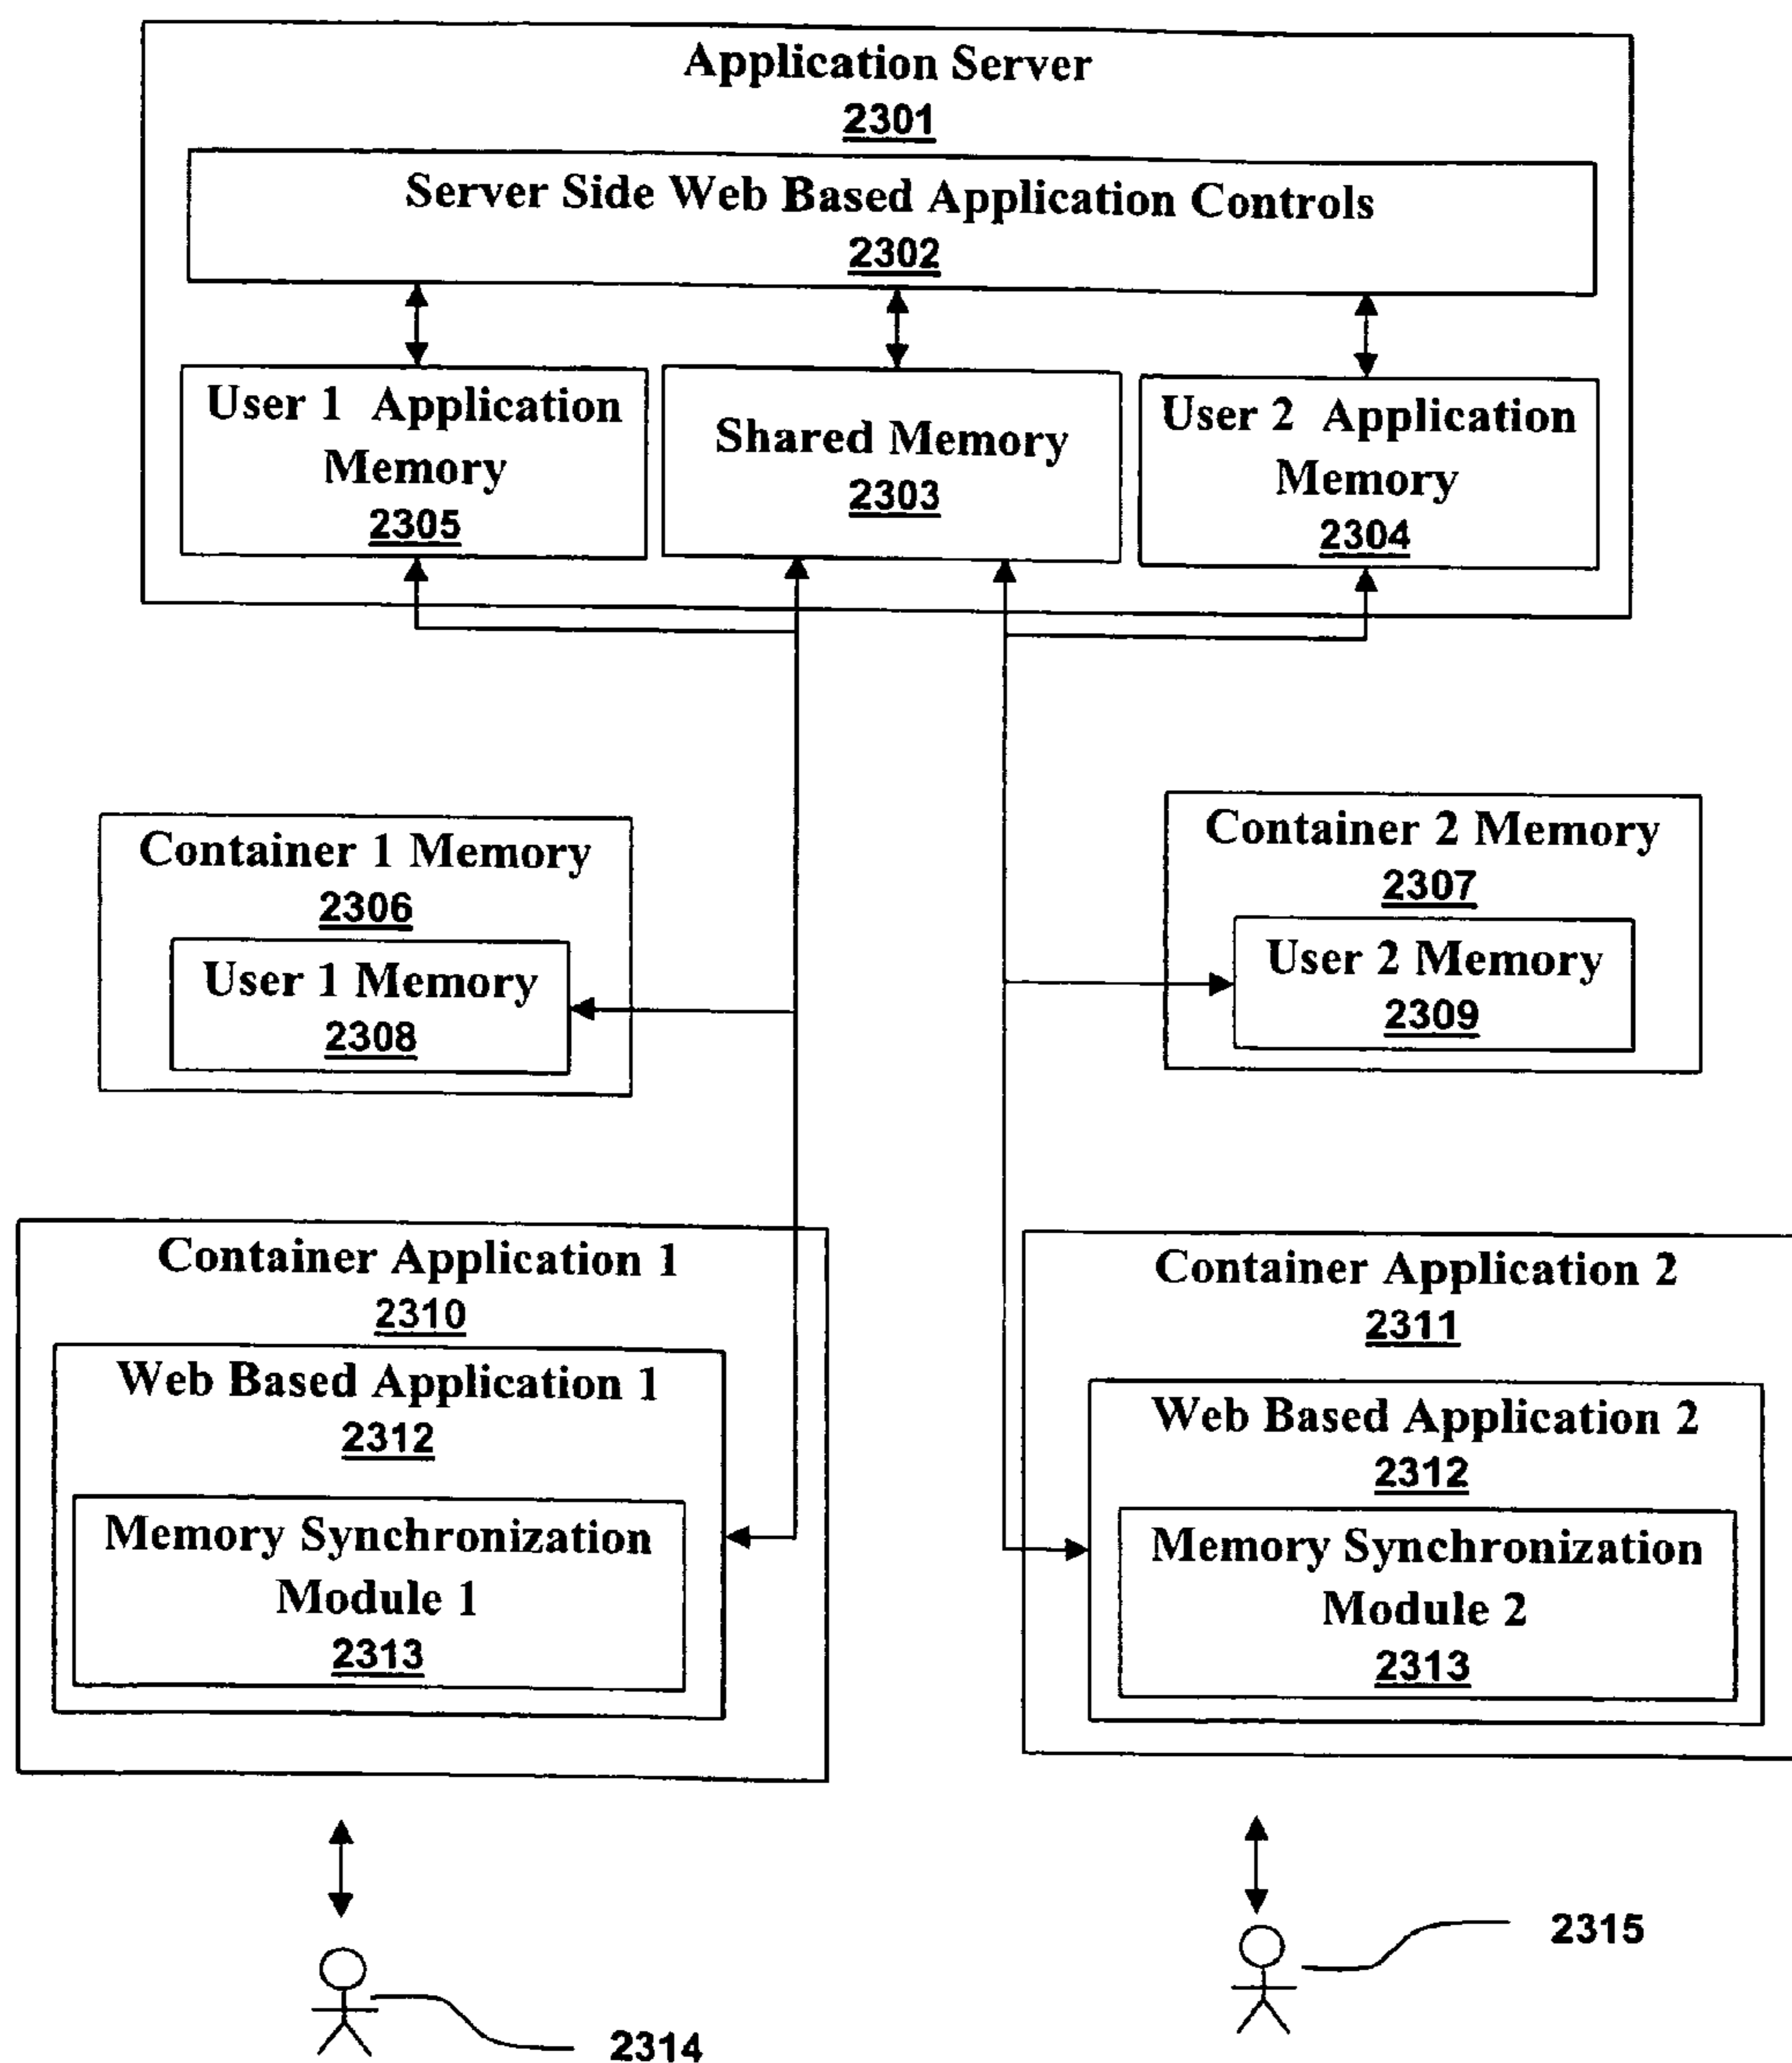 Application Server
2301
Server Side Web Based Application Controls
2302
User 1 Application
Memory
2305
Shared Memory
2303
User 2 Application
Memory
2304
Container 1 Memory
2306
User 1 Memory
2308
Container 2 Memory
2307
User 2 Memory
2309
Container Application 1
2310
Web Based Application 1
2312
Memory Synchronization
Module 1
2313
Container Application 2
2311
Web Based Application 2
2312
Memory Synchronization
Module 2
2313
2314
2315